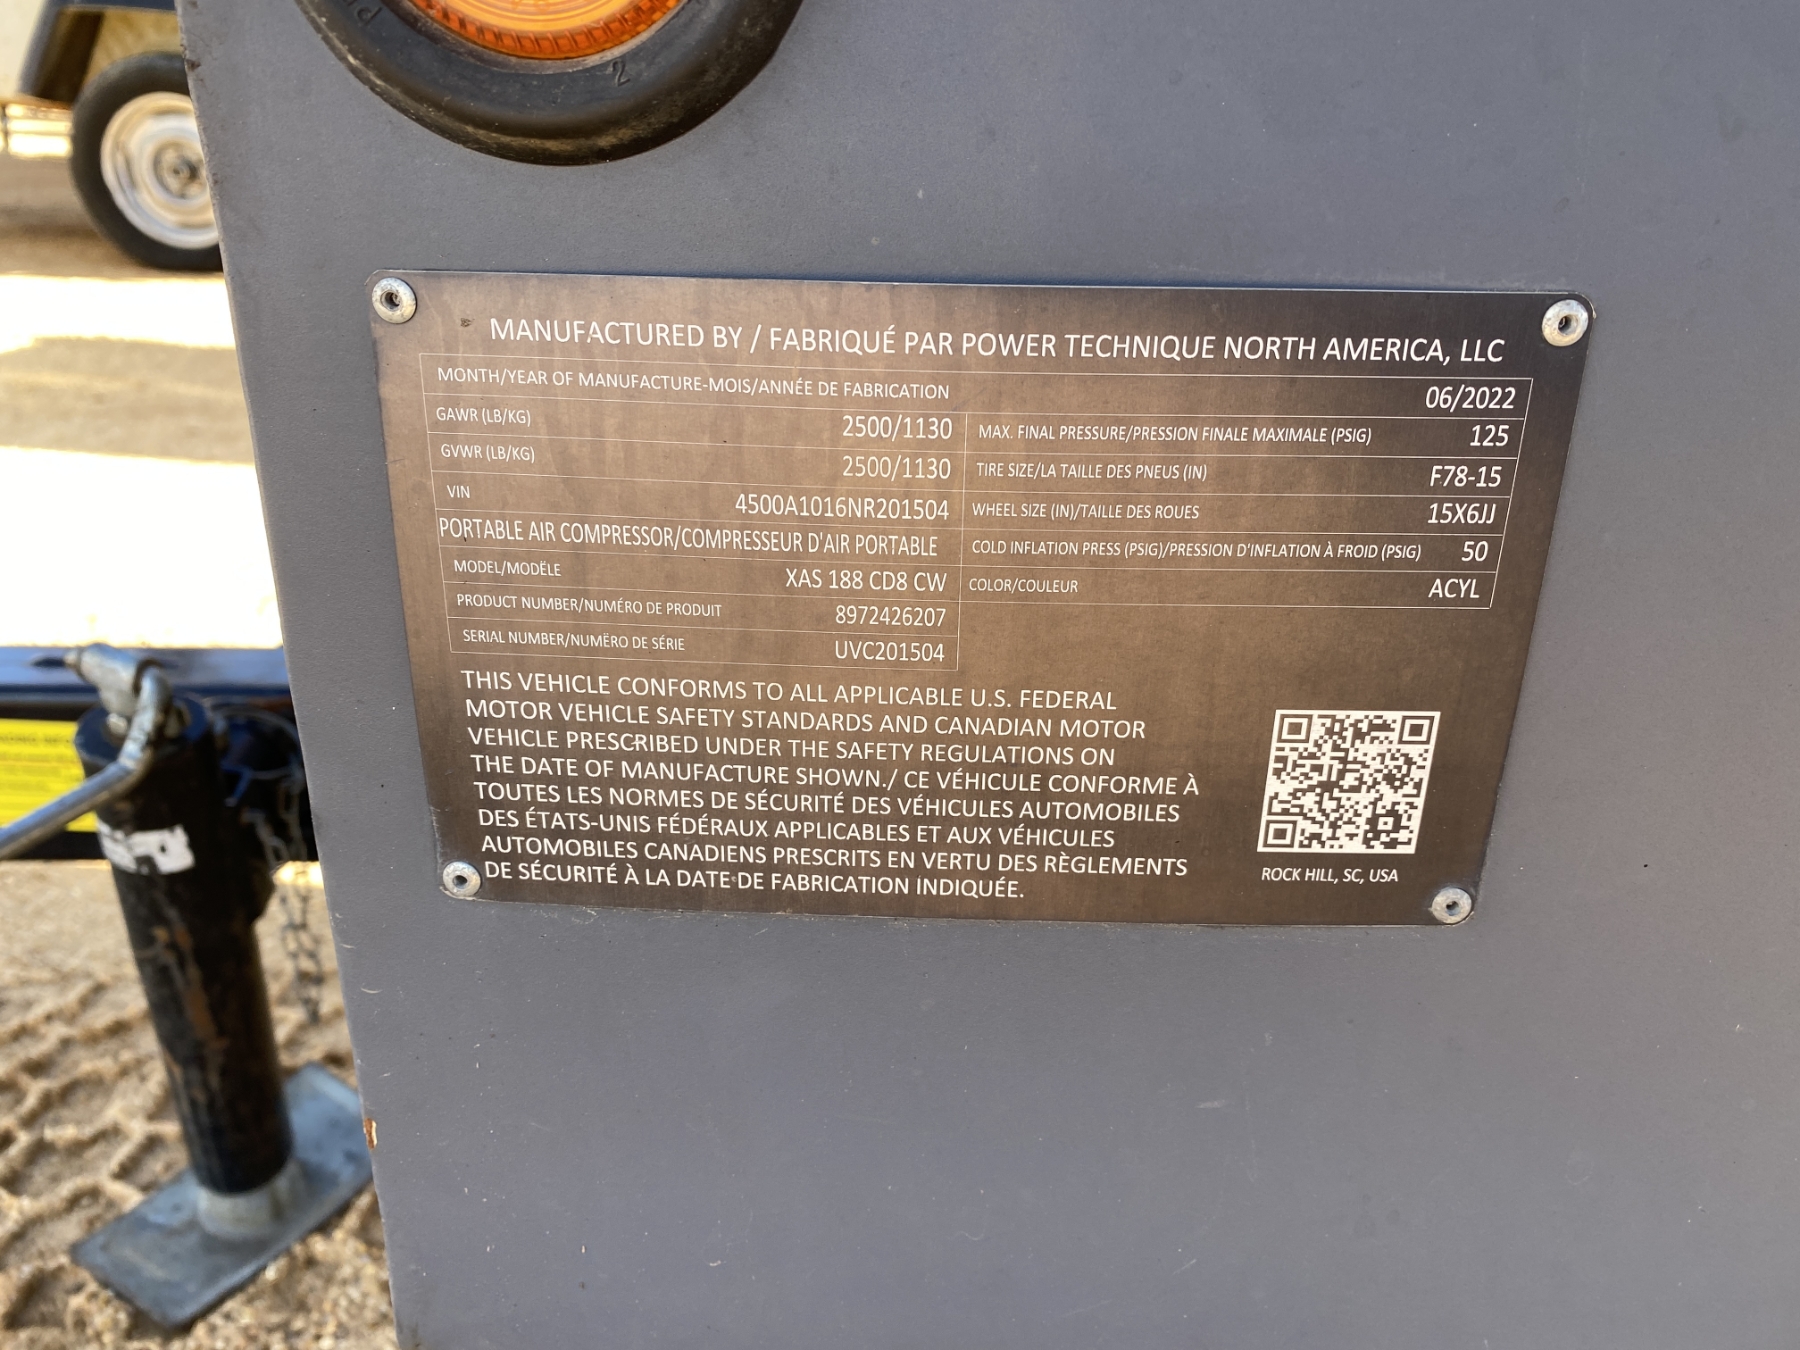 2
MANUFACTURED BY / FABRIQUÉ PAR POWER TECHNIQUE NORTH AMERICA, LLC
MONTH/YEAR OF MANUFACTURE-MOIS/ANNÉE DE FABRICATION 06/2022
GAWR (LB/KG) 2500/1130 MAX. FINAL PRESSURE/PRESSION FINALE MAXIMALE (PSIG) 125
GVWR (LB/KG) 2500/1130 TIRE SIZE/LA TAILLE DES PNEUS (IN) F78-15
VIN 4500A1016NR201504 WHEEL SIZE (IN)/TAILLE DES ROUES 15X6JJ
PORTABLE AIR COMPRESSOR/COMPRESSEUR D'AIR PORTABLE COLD INFLATION PRESS (PSIG)/PRESSION D'INFLATION À FROID (PSIG) 50
MODEL/MODËLE XAS 188 CD8 CW COLOR/COULEUR ACYL
PRODUCT NUMBER/NUMÉRO DE PRODUIT 8972426207
SERIAL NUMBER/NUMËRO DE SÉRIE UVC201504
THIS VEHICLE CONFORMS TO ALL APPLICABLE U.S. FEDERAL
MOTOR VEHICLE SAFETY STANDARDS AND CANADIAN MOTOR
VEHICLE PRESCRIBED UNDER THE SAFETY REGULATIONS ON
THE DATE OF MANUFACTURE SHOWN./ CE VÉHICULE CONFORME À
TOUTES LES NORMES DE SÉCURITÉ DES VÉHICULES AUTOMOBILES
DES ÉTATS-UNIS FÉDÉRAUX APPLICABLES ET AUX VÉHICULES
AUTOMOBILES CANADIENS PRESCRITS EN VERTU DES RÈGLEMENTS
DE SÉCURITÉ À LA DATE DE FABRICATION INDIQUÉE.
ROCK HILL, SC, USA